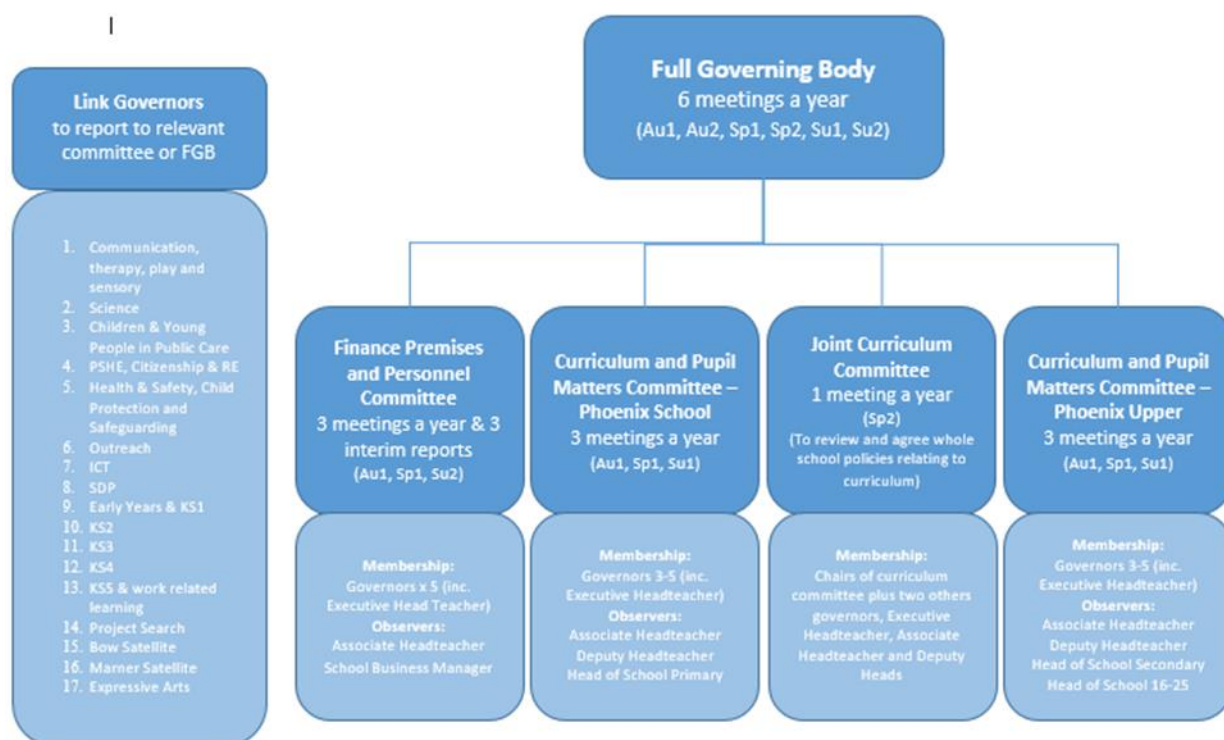 Link Governors
to report to relevant
committee or FGB
1. Communication,
therapy, play and
sensory
2. Science
3. Children & Young
People in Public Care
4. PSHE, Citizenship & RE
5. Health & Safety, Child
Protection and
Safeguarding
6. Outreach
7. ICT
8. SDP
9. Early Years & KS1
10. KS2
11. KS3
12. KS4
13. KS5 & work related
learning
14. Project Search
15. Bow Satellite
16. Marner Satellite
17. Expressive Arts
Full Governing Body
6 meetings a year
(Au1, Au2, Sp1, Sp2, Su1, Su2)
Finance Premises
and Personnel
Committee
3 meetings a year & 3
interim reports
(Au1, Sp1, Su2)
Membership:
Governors x 5 (inc.
Executive Head Teacher)
Observers:
Associate Headteacher
School Business Manager
Curriculum and Pupil
Matters Committee –
Phoenix School
3 meetings a year
(Au1, Sp1, Su1)
Membership:
Governors 3-5 (inc.
Executive Headteacher)
Observers:
Associate Headteacher
Deputy Headteacher
Head of School Primary
Joint Curriculum
Committee
1 meeting a year
(Sp2)
(To review and agree whole
school policies relating to
curriculum)
Membership:
Chairs of curriculum
committee plus two others
governors, Executive
Headteacher, Associate
Headteacher and Deputy
Heads
Curriculum and Pupil
Matters Committee –
Phoenix Upper
3 meetings a year
(Au1, Sp1, Su1)
Membership:
Governors 3-5 (inc.
Executive Headteacher)
Observers:
Associate Headteacher
Deputy Headteacher
Head of School Secondary
Head of School 16-25